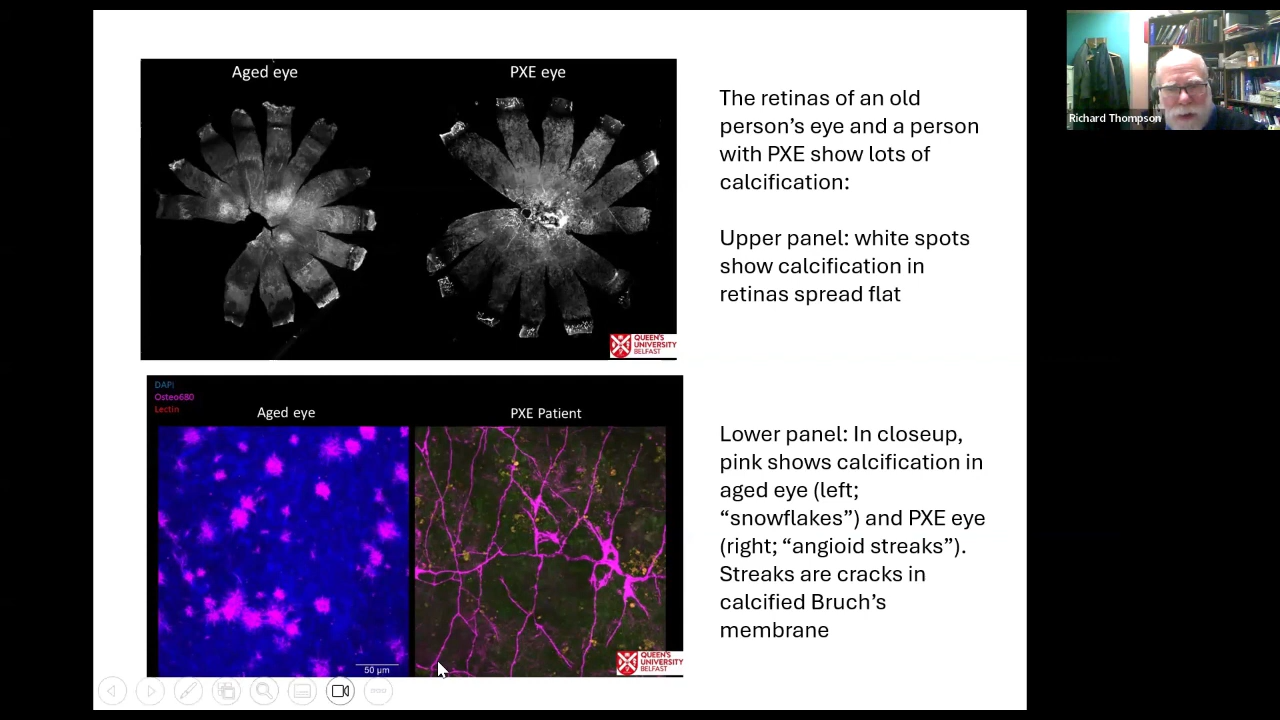 Aged eye
PXE eye
QUEEN'S
UNIVERSITY
BELFAST
DAPI
Osteo680
Lectin
Aged eye
PXE Patient
50 µm
QUEEN'S
UNIVERSITY
BELFAST
The retinas of an old
person’s eye and a person
with PXE show lots of
calcification:
Upper panel: white spots
show calcification in
retinas spread flat
Lower panel: In closeup,
pink shows calcification in
aged eye (left;
“snowflakes”) and PXE eye
(right; “angioid streaks”).
Streaks are cracks in
calcified Bruch’s
membrane
Richard Thompson